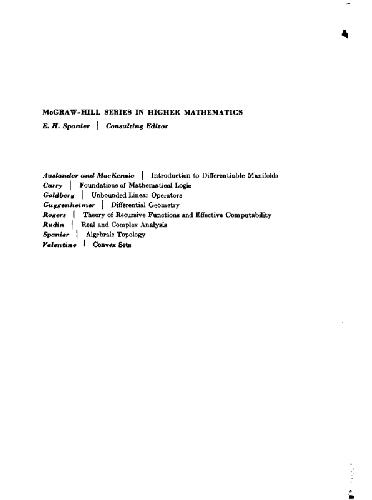 McGRAW-HILL SERIES IN HIGHER MATHEMATICS
E. H. Spanier | Consulting Editor
Auslander and MacKenzie | Introduction to Differentiable Manifolds
Curry | Foundations of Mathematical Logic
Goldberg | Unbounded Linear Operators
Guggenheimer | Differential Geometry
Rogers | Theory of Recursive Functions and Effective Computability
Rudin | Real and Complex Analysis
Spanier | Algebraic Topology
Valentine | Convex Sets